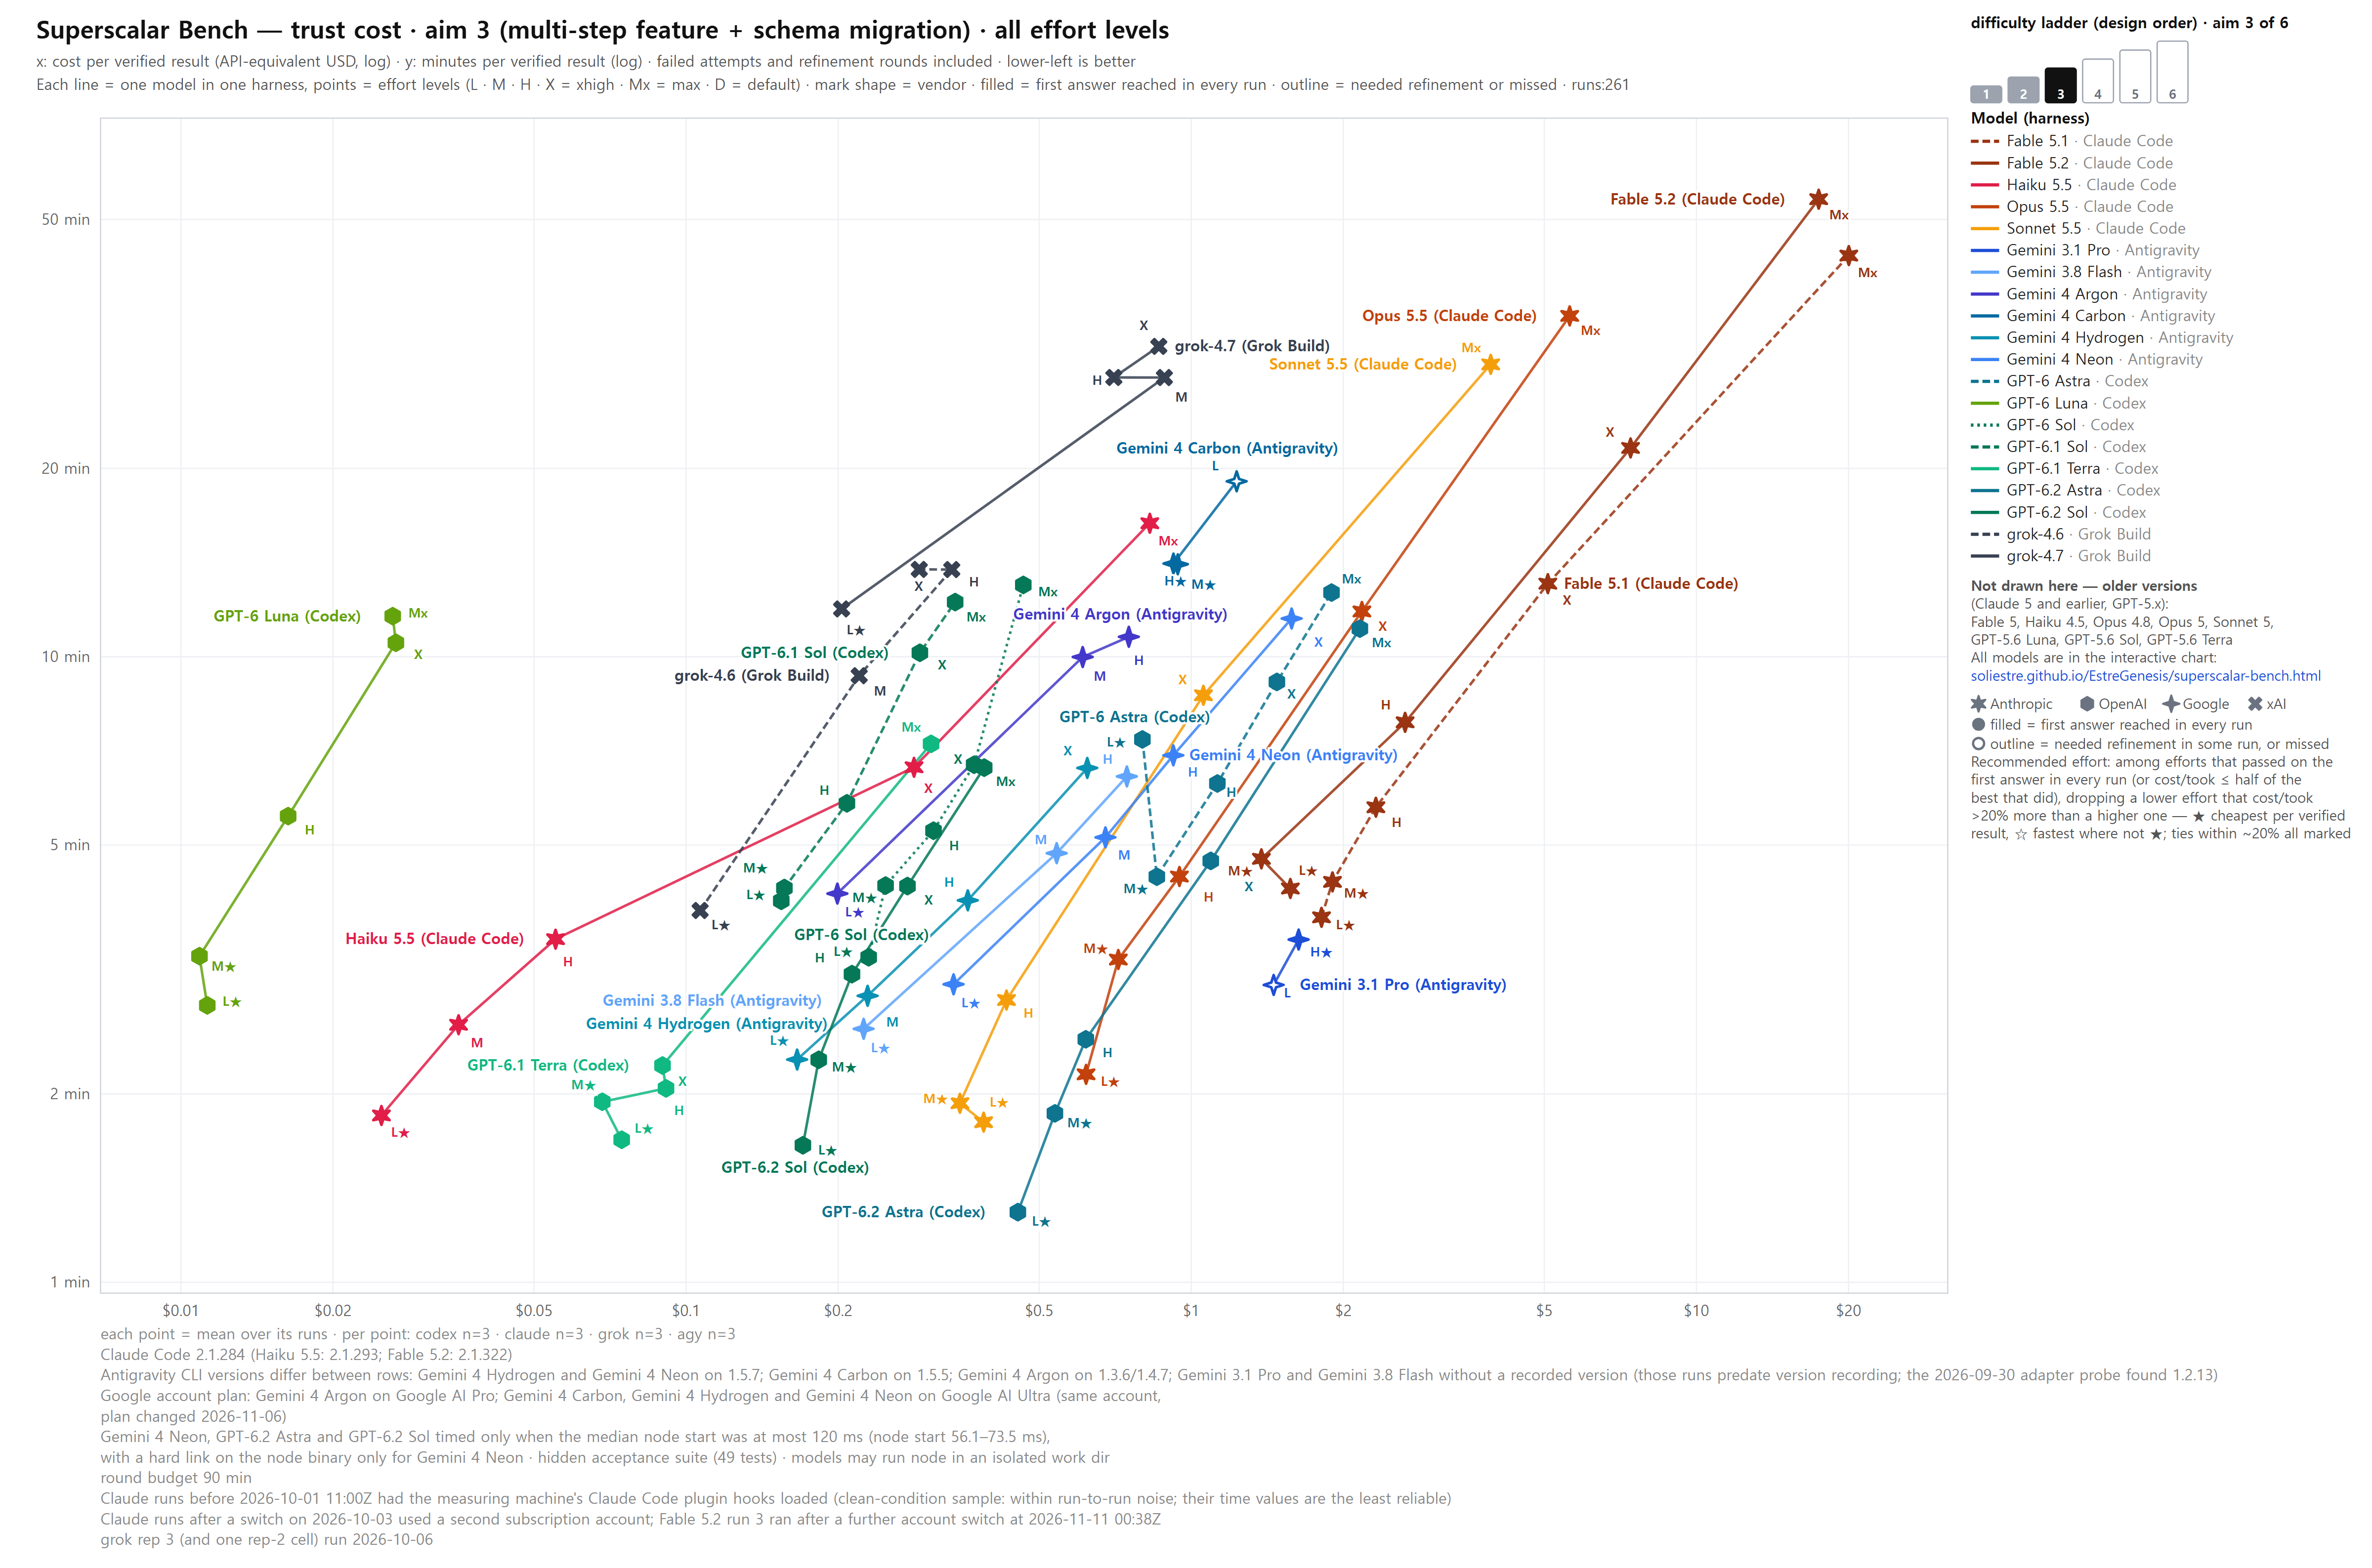 Superscalar Bench — trust cost · aim 3 (multi-step feature + schema migration) · all effort levels
x: cost per verified result (API-equivalent USD, log) · y: minutes per verified result (log) · failed attempts and refinement rounds included · lower-left is better
Each line = one model in one harness, points = effort levels (L · M · H · X = xhigh · Mx = max · D = default) · mark shape = vendor · filled = first answer reached in every run · outline = needed refinement or missed · runs:261
50 min
20 min
10 min
5 min
2 min
1 min
Fable 5.2 (Claude Code)
Mx
Mx
Opus 5.5 (Claude Code)
Mx
X
grok-4.7 (Grok Build)
Mx
Sonnet 5.5 (Claude Code)
H
M
X
Gemini 4 Carbon (Antigravity)
L
Mx
H★
M★
X
H
Mx
Mx
Mx
Fable 5.1 (Claude Code)
X
GPT-6 Luna (Codex)
Mx
X
L★
Gemini 4 Argon (Antigravity)
H
M
X
X
Mx
GPT-6.1 Sol (Codex)
X
grok-4.6 (Grok Build)
M
X
X
H
GPT-6 Astra (Codex)
Mx
L★
X
H
Gemini 4 Neon (Antigravity)
H
X
X
Mx
H
H
H
H
H
M
M
M★
L★
H
M★
L★
X
M★
H
M★
X
L★
M★
L★
H
L★
Haiku 5.5 (Claude Code)
H
GPT-6 Sol (Codex)
L★
H
M★
H★
M★
L★
Gemini 3.8 Flash (Antigravity)
L★
L
Gemini 3.1 Pro (Antigravity)
Gemini 4 Hydrogen (Antigravity)
M
H
M
L★
L★
H
GPT-6.1 Terra (Codex)
M★
X
M★
L★
H
M★
L★
M★
L★
L★
L★
GPT-6.2 Sol (Codex)
GPT-6.2 Astra (Codex)
L★
$0.01
$0.02
$0.05
$0.1
$0.2
$0.5
$1
$2
$5
$10
$20
each point = mean over its runs · per point: codex n=3 · claude n=3 · grok n=3 · agy n=3
Claude Code 2.1.284 (Haiku 5.5: 2.1.293; Fable 5.2: 2.1.322)
Antigravity CLI versions differ between rows: Gemini 4 Hydrogen and Gemini 4 Neon on 1.5.7; Gemini 4 Carbon on 1.5.5; Gemini 4 Argon on 1.3.6/1.4.7; Gemini 3.1 Pro and Gemini 3.8 Flash without a recorded version (those runs predate version recording; the 2026-09-30 adapter probe found 1.2.13)
Google account plan: Gemini 4 Argon on Google AI Pro; Gemini 4 Carbon, Gemini 4 Hydrogen and Gemini 4 Neon on Google AI Ultra (same account,
plan changed 2026-11-06)
Gemini 4 Neon, GPT-6.2 Astra and GPT-6.2 Sol timed only when the median node start was at most 120 ms (node start 56.1–73.5 ms),
with a hard link on the node binary only for Gemini 4 Neon · hidden acceptance suite (49 tests) · models may run node in an isolated work dir
round budget 90 min
Claude runs before 2026-10-01 11:00Z had the measuring machine's Claude Code plugin hooks loaded (clean-condition sample: within run-to-run noise; their time values are the least reliable)
Claude runs after a switch on 2026-10-03 used a second subscription account; Fable 5.2 run 3 ran after a further account switch at 2026-11-11 00:38Z
grok rep 3 (and one rep-2 cell) run 2026-10-06
difficulty ladder (design order) · aim 3 of 6
1
2
3
4
5
6
Model (harness)
Fable 5.1 · Claude Code
Fable 5.2 · Claude Code
Haiku 5.5 · Claude Code
Opus 5.5 · Claude Code
Sonnet 5.5 · Claude Code
Gemini 3.1 Pro · Antigravity
Gemini 3.8 Flash · Antigravity
Gemini 4 Argon · Antigravity
Gemini 4 Carbon · Antigravity
Gemini 4 Hydrogen · Antigravity
Gemini 4 Neon · Antigravity
GPT-6 Astra · Codex
GPT-6 Luna · Codex
GPT-6 Sol · Codex
GPT-6.1 Sol · Codex
GPT-6.1 Terra · Codex
GPT-6.2 Astra · Codex
GPT-6.2 Sol · Codex
grok-4.6 · Grok Build
grok-4.7 · Grok Build
Not drawn here — older versions
(Claude 5 and earlier, GPT-5.x):
Fable 5, Haiku 4.5, Opus 4.8, Opus 5, Sonnet 5,
GPT-5.6 Luna, GPT-5.6 Sol, GPT-5.6 Terra
All models are in the interactive chart:
soliestre.github.io/EstreGenesis/superscalar-bench.html
Anthropic
OpenAI
Google
xAI
filled = first answer reached in every run
outline = needed refinement in some run, or missed
Recommended effort: among efforts that passed on the
first answer in every run (or cost/took ≤ half of the
best that did), dropping a lower effort that cost/took
>20% more than a higher one — ★ cheapest per verified
result, ☆ fastest where not ★; ties within ~20% all marked